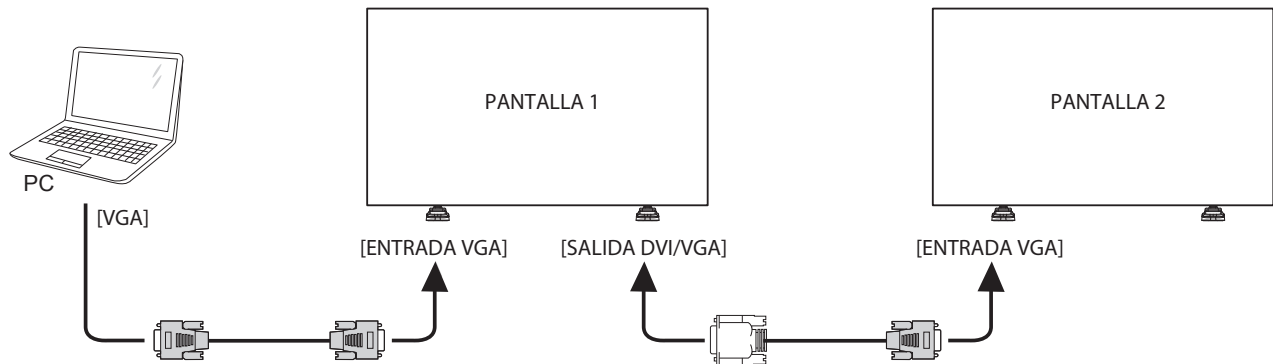 PANTALLA 1
PANTALLA 2
PC
[VGA]
[ENTRADA VGA]
[SALIDA DVI/VGA]
[ENTRADA VGA]